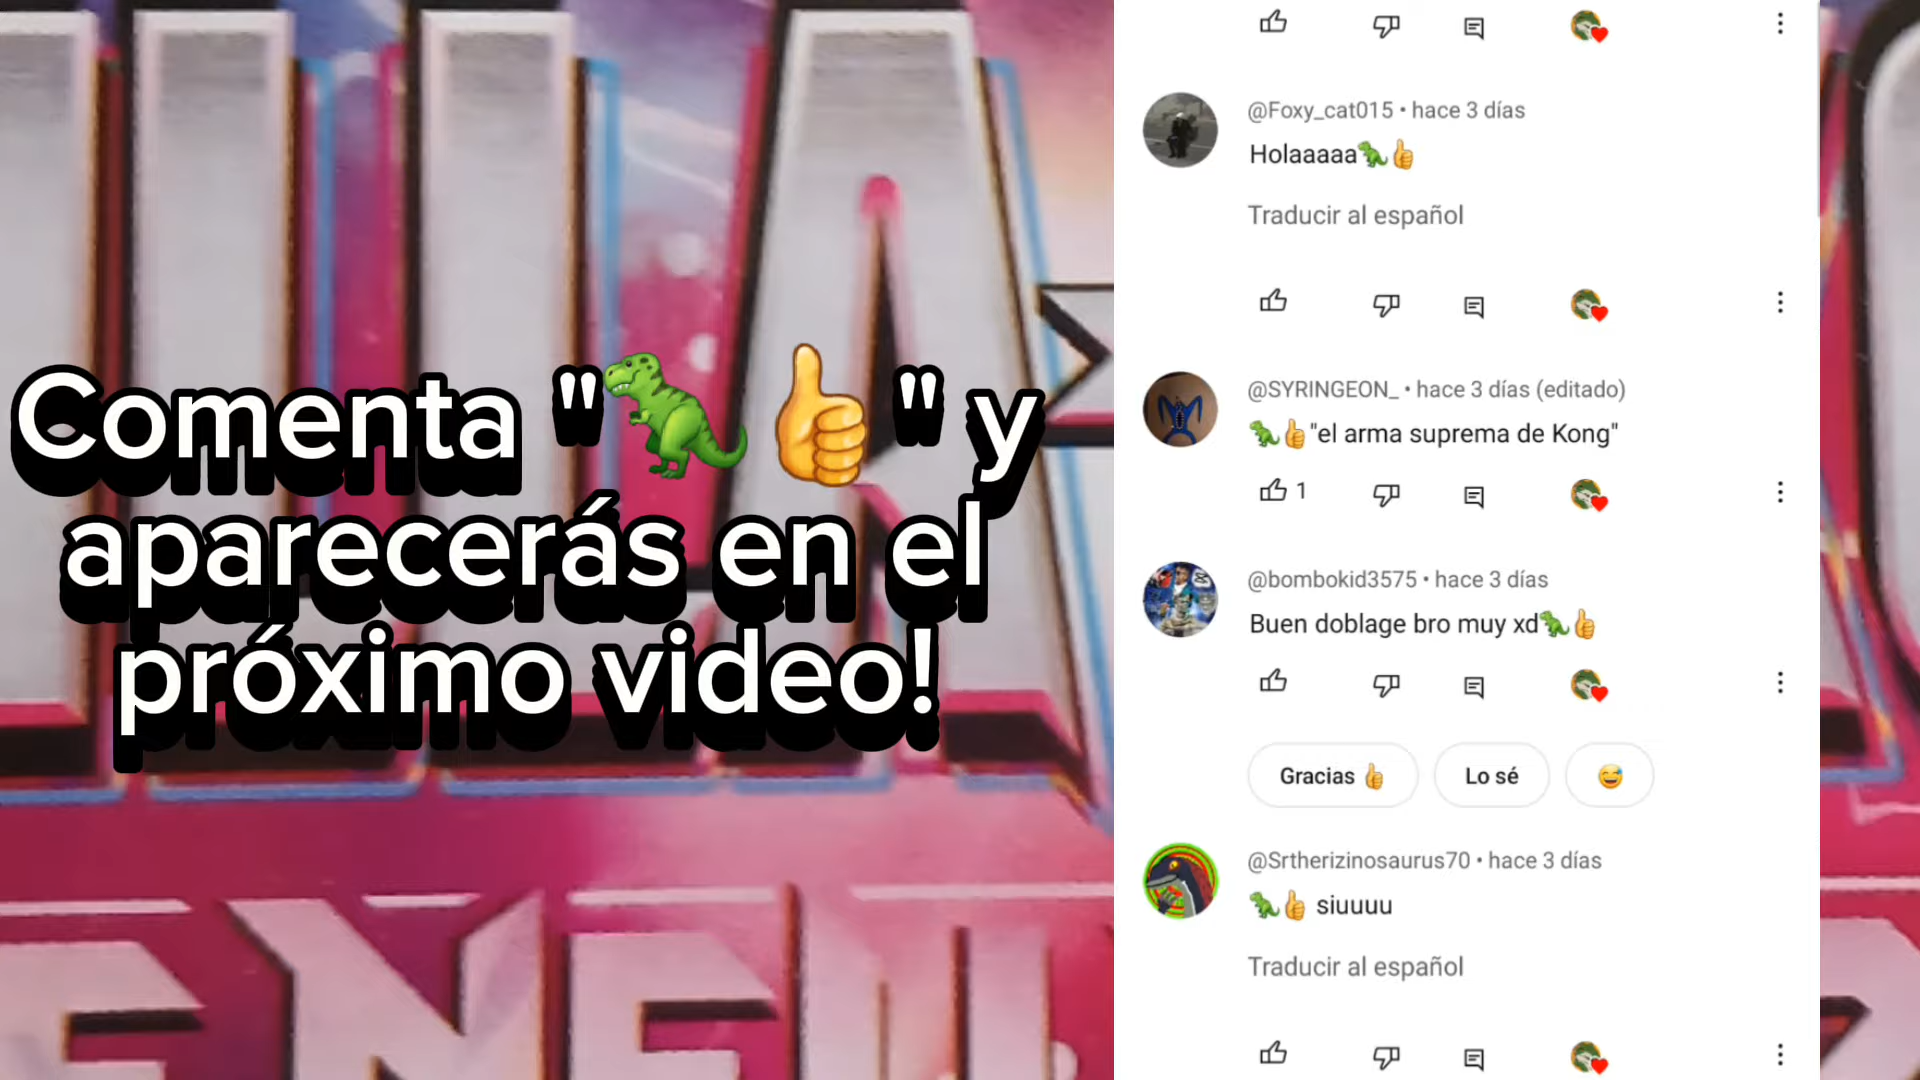 Comenta "🦖👍" y
aparecerás en el
próximo video!
@Foxy_cat015 • hace 3 días
Holaaaaa🦖👍
Traducir al español
@SYRINGEON_ • hace 3 días (editado)
🦖👍"el arma suprema de Kong"
1
@bombokid3575 • hace 3 días
Buen doblage bro muy xd🦖👍
Gracias 👍
Lo sé
😅
@Srtherizinosaurus70 • hace 3 días
🦖👍 siuuuu
Traducir al español